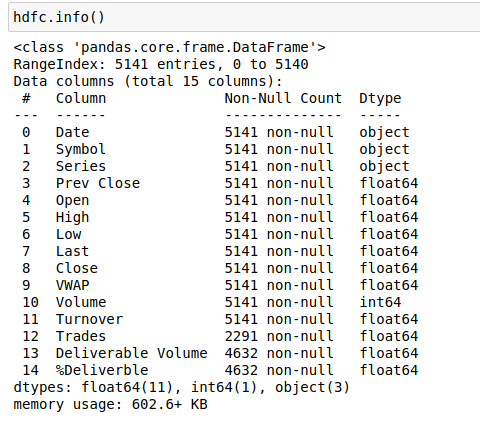 hdfc.info()
<class 'pandas.core.frame.DataFrame'>
RangeIndex: 5141 entries, 0 to 5140
Data columns (total 15 columns):
 #   Column              Non-Null Count  Dtype
---  ------              --------------  -----
 0   Date                5141 non-null   object
 1   Symbol              5141 non-null   object
 2   Series              5141 non-null   object
 3   Prev Close          5141 non-null   float64
 4   Open                5141 non-null   float64
 5   High                5141 non-null   float64
 6   Low                 5141 non-null   float64
 7   Last                5141 non-null   float64
 8   Close               5141 non-null   float64
 9   VWAP                5141 non-null   float64
 10  Volume              5141 non-null   int64
 11  Turnover            5141 non-null   float64
 12  Trades              2291 non-null   float64
 13  Deliverable Volume  4632 non-null   float64
 14  %Deliverble         4632 non-null   float64
dtypes: float64(11), int64(1), object(3)
memory usage: 602.6+ KB